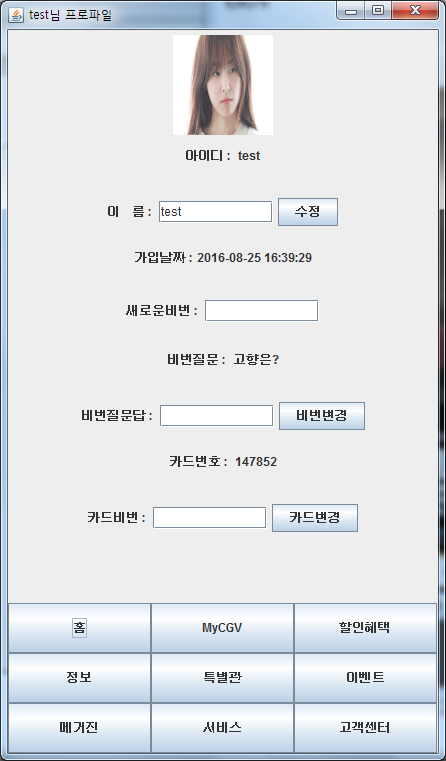 test님 프로파일
아이디 : test
이 름 : test 수정
가입날짜 : 2016-08-25 16:39:29
새로운비번 :
비번질문 : 고향은?
비번질문답 : 비번변경
카드번호 : 147852
카드비번 : 카드변경
홈 MyCGV 할인혜택
정보 특별관 이벤트
메거진 서비스 고객센터